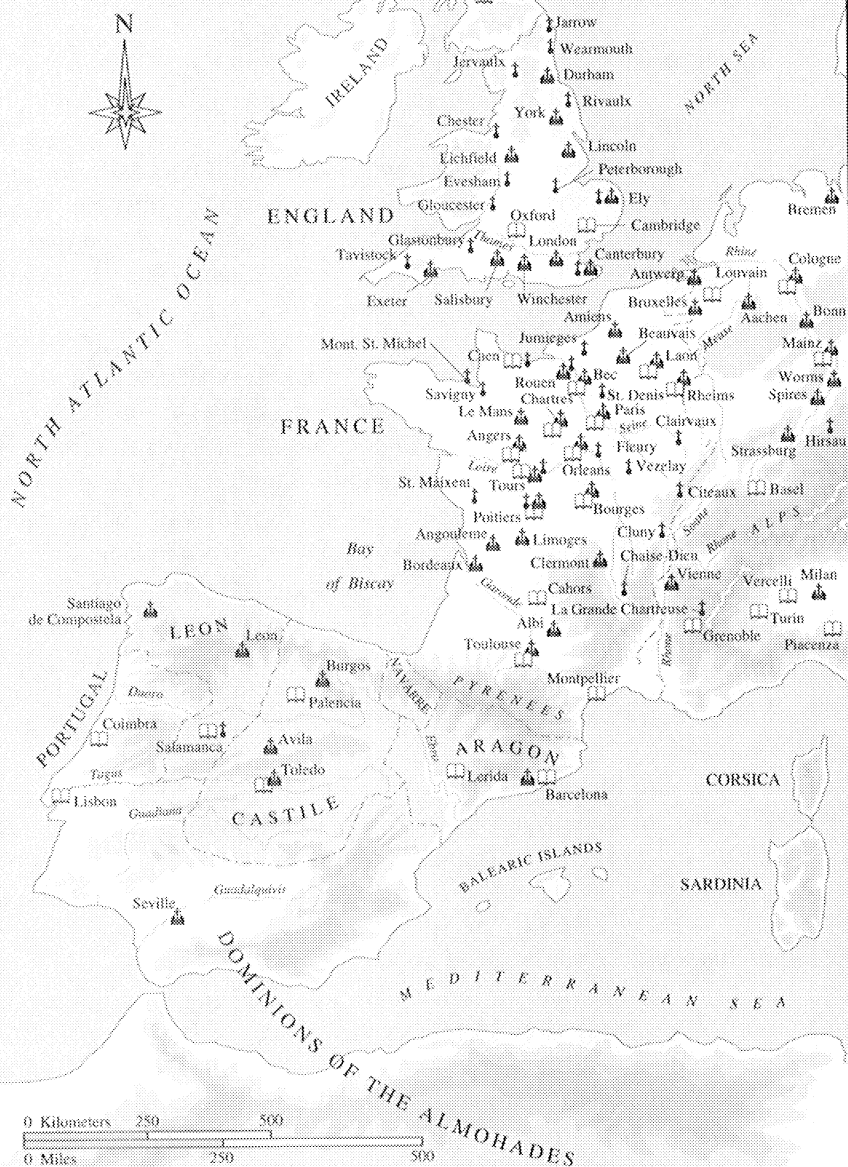 N
Jarrow
Wearmouth
Jervaulx
Durham
IRELAND
NORTH SEA
Rivaulx
York
Chester
Lincoln
Lichfield
Peterborough
Evesham
Ely
Bremen
Gloucester
ENGLAND
Oxford
Cambridge
Glastonbury
Thames
London
Rhine
Tavistock
Canterbury
Cologne
Antwerp
Louvain
Exeter
Salisbury
Winchester
Bruxelles
Aachen
Bonn
NORTH ATLANTIC OCEAN
Amiens
Meuse
Mont. St. Michel
Jumieges
Beauvais
Mainz
Caen
Laon
Savigny
Rouen
Bec
Worms
Chartres
St. Denis
Rheims
Spires
Le Mans
Paris
FRANCE
Seine
Clairvaux
Angers
Fleury
Strassburg
Hirsau
Loire
Orleans
Vezelay
St. Maixent
Tours
Citeaux
Basel
Poitiers
Bourges
Soane
ALPS
Angouleme
Limoges
Cluny
Rhone
Bay
of Biscay
Bordeaux
Clermont
Chaise-Dieu
Garonde
Cahors
Vienne
Vercelli
Milan
Santiago
de Compostela
La Grande Chartreuse
Turin
LEON
Albi
Grenoble
Piacenza
Leon
Toulouse
Rhone
Burgos
NAVARRE
PYRENEES
Montpellier
PORTUGAL
Duero
Palencia
Coimbra
Salamanca
Avila
Ebro
ARAGON
Tagus
Toledo
Lerida
CORSICA
Lisbon
Guadiana
CASTILE
Barcelona
BALEARIC ISLANDS
SARDINIA
Guadalquivis
Seville
DOMINIONS OF THE ALMOHADES
MEDITERRANEAN SEA
0 Kilometers 250 500
0 Miles 250 500